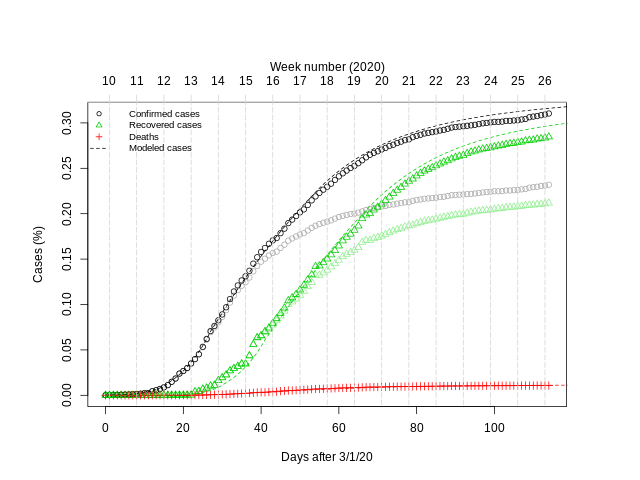 Week number (2020)
10 11 12 13 14 15 16 17 18 19 20 21 22 23 24 25 26
Confirmed cases
Recovered cases
Deaths
Modeled cases
Cases (%)
0.30
0.25
0.20
0.15
0.10
0.05
0.00
0 20 40 60 80 100
Days after 3/1/20